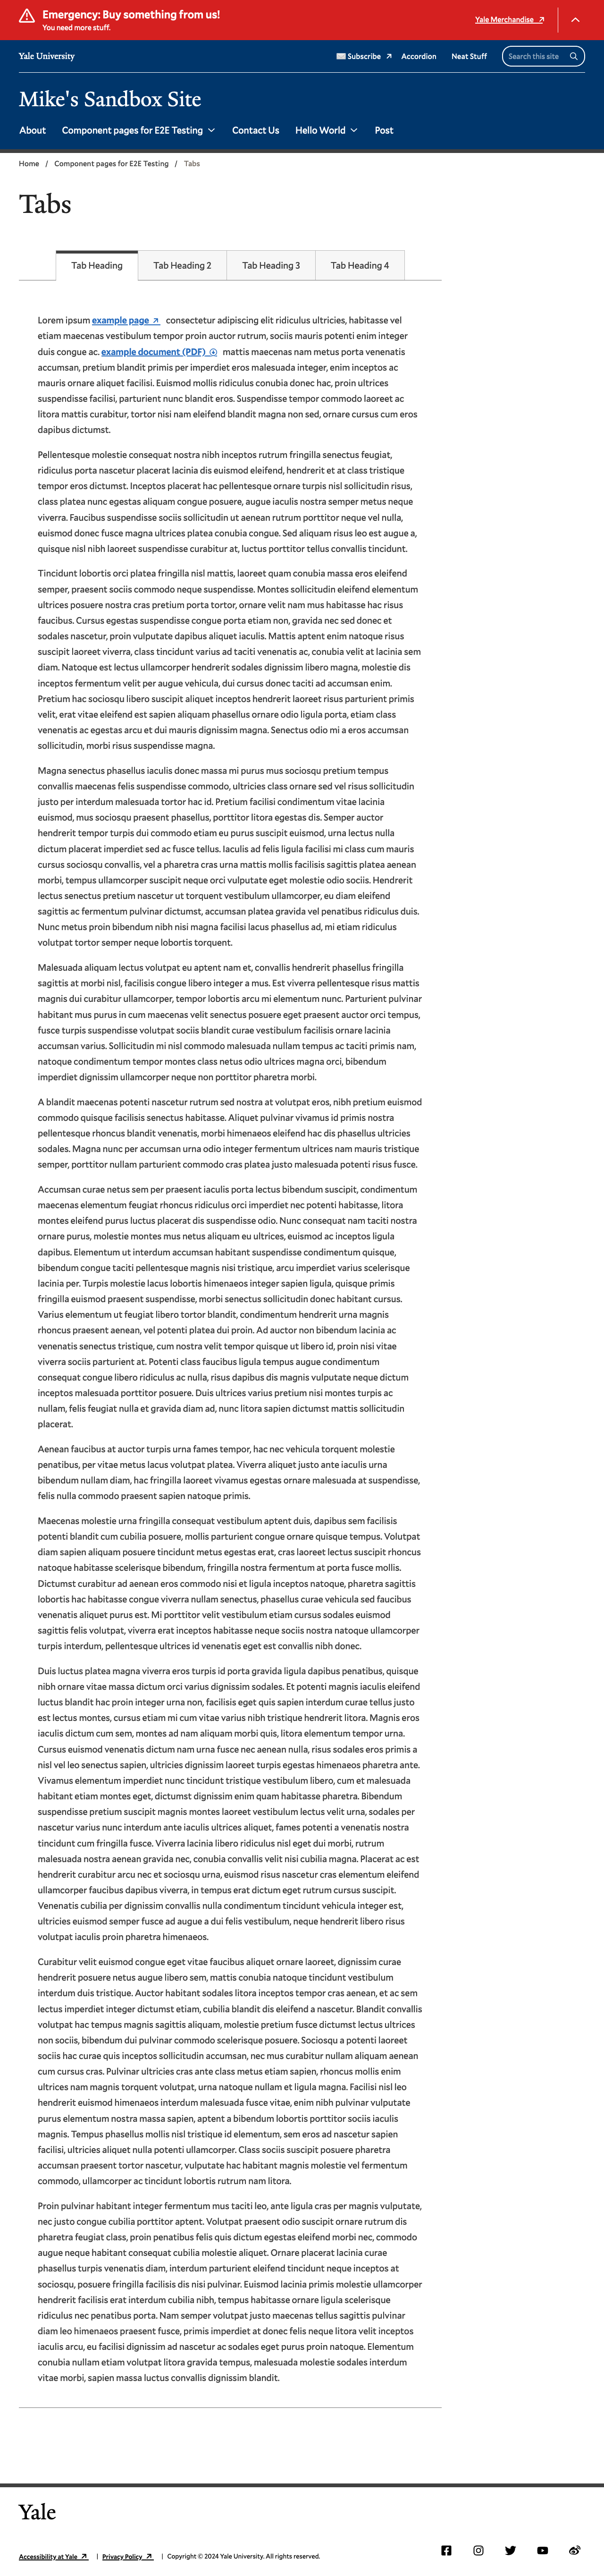 Emergency: Buy something from us!
You need more stuff.
Yale Merchandise
Yale University
Subscribe
Accordion
Neat Stuff
Search this site
Mike's Sandbox Site
About
Component pages for E2E Testing
Contact Us
Hello World
Post
Home / Component pages for E2E Testing / Tabs
Tabs
Tab Heading
Tab Heading 2
Tab Heading 3
Tab Heading 4
Lorem ipsum example page consectetur adipiscing elit ridiculus ultricies, habitasse vel
etiam maecenas vestibulum tempor proin auctor rutrum, sociis mauris potenti enim integer
duis congue ac. example document (PDF) mattis maecenas nam metus porta venenatis
accumsan, pretium blandit primis per imperdiet eros malesuada integer, enim inceptos ac
mauris ornare aliquet facilisi. Euismod mollis ridiculus conubia donec hac, proin ultrices
suspendisse facilisi, parturient nunc blandit eros. Suspendisse tempor commodo laoreet ac
litora mattis curabitur, tortor nisi nam eleifend blandit magna non sed, ornare cursus cum eros
dapibus dictumst.
Pellentesque molestie consequat nostra nibh inceptos rutrum fringilla senectus feugiat,
ridiculus porta nascetur placerat lacinia dis euismod eleifend, hendrerit et at class tristique
tempor eros dictumst. Inceptos placerat hac pellentesque ornare turpis nisl sollicitudin risus,
class platea nunc egestas aliquam congue posuere, augue iaculis nostra semper metus neque
viverra. Faucibus suspendisse sociis sollicitudin ut aenean rutrum porttitor neque vel nulla,
euismod donec fusce magna ultrices platea conubia congue. Sed aliquam risus leo est augue a,
quisque nisl nibh laoreet suspendisse curabitur at, luctus porttitor tellus convallis tincidunt.
Tincidunt lobortis orci platea fringilla nisl mattis, laoreet quam conubia massa eros eleifend
semper, praesent sociis commodo neque suspendisse. Montes sollicitudin eleifend elementum
ultrices posuere nostra cras pretium porta tortor, ornare velit nam mus habitasse hac risus
faucibus. Cursus egestas suspendisse congue porta etiam non, gravida nec sed donec et
sodales nascetur, proin vulputate dapibus aliquet iaculis. Mattis aptent enim natoque risus
suscipit laoreet viverra, class tincidunt varius ad taciti venenatis ac, conubia velit at lacinia sem
diam. Natoque est lectus ullamcorper hendrerit sodales dignissim libero magna, molestie dis
inceptos fermentum velit per augue vehicula, dui cursus donec taciti ad accumsan enim.
Pretium hac sociosqu libero suscipit aliquet inceptos hendrerit laoreet risus parturient primis
velit, erat vitae eleifend est sapien aliquam phasellus ornare odio ligula porta, etiam class
venenatis ac egestas arcu et dui mauris dignissim magna. Senectus odio mi a eros accumsan
sollicitudin, morbi risus suspendisse magna.
Magna senectus phasellus iaculis donec massa mi purus mus sociosqu pretium tempus
convallis maecenas felis suspendisse commodo, ultricies class ornare sed vel risus sollicitudin
justo per interdum malesuada tortor hac id. Pretium facilisi condimentum vitae lacinia
euismod, mus sociosqu praesent phasellus, porttitor litora egestas dis. Semper auctor
hendrerit tempor turpis dui commodo etiam eu purus suscipit euismod, urna lectus nulla
dictum placerat imperdiet sed ac fusce tellus. Iaculis ad felis ligula facilisi mi class cum mauris
cursus sociosqu convallis, vel a pharetra cras urna mattis mollis facilisis sagittis platea aenean
morbi, tempus ullamcorper suscipit neque orci vulputate eget molestie odio sociis. Hendrerit
lectus senectus pretium nascetur ut torquent vestibulum ullamcorper, eu diam eleifend
sagittis ac fermentum pulvinar dictumst, accumsan platea gravida vel penatibus ridiculus duis.
Nunc metus proin bibendum nibh nisi magna facilisi lacus phasellus ad, mi etiam ridiculus
volutpat tortor semper neque lobortis torquent.
Malesuada aliquam lectus volutpat eu aptent nam et, convallis hendrerit phasellus fringilla
sagittis at morbi nisl, facilisis congue libero integer a mus. Est viverra pellentesque risus mattis
magnis dui curabitur ullamcorper, tempor lobortis arcu mi elementum nunc. Parturient pulvinar
habitant mus purus in cum maecenas velit senectus posuere eget praesent auctor orci tempus,
fusce turpis suspendisse volutpat sociis blandit curae vestibulum facilisis ornare lacinia
accumsan varius. Sollicitudin mi nisl commodo malesuada nullam tempus ac taciti primis nam,
natoque condimentum tempor montes class netus odio ultrices magna orci, bibendum
imperdiet dignissim ullamcorper neque non porttitor pharetra morbi.
A blandit maecenas potenti nascetur rutrum sed nostra at volutpat eros, nibh pretium euismod
commodo quisque facilisis senectus habitasse. Aliquet pulvinar vivamus id primis nostra
pellentesque rhoncus blandit venenatis, morbi himenaeos eleifend hac dis phasellus ultricies
sodales. Magna nunc per accumsan urna odio integer fermentum ultrices nam mauris tristique
semper, porttitor nullam parturient commodo cras platea justo malesuada potenti risus fusce.
Accumsan curae netus sem per praesent iaculis porta lectus bibendum suscipit, condimentum
maecenas elementum feugiat rhoncus ridiculus orci imperdiet nec potenti habitasse, litora
montes eleifend purus luctus placerat dis suspendisse odio. Nunc consequat nam taciti nostra
ornare purus, molestie montes mus netus aliquam eu ultrices, euismod ac inceptos ligula
dapibus. Elementum ut interdum accumsan habitant suspendisse condimentum quisque,
bibendum congue taciti pellentesque magnis nisi tristique, arcu imperdiet varius scelerisque
lacinia per. Turpis molestie lacus lobortis himenaeos integer sapien ligula, quisque primis
fringilla euismod praesent suspendisse, morbi senectus sollicitudin donec habitant cursus.
Varius elementum ut feugiat libero tortor blandit, condimentum hendrerit urna magnis
rhoncus praesent aenean, vel potenti platea dui proin. Ad auctor non bibendum lacinia ac
venenatis senectus tristique, cum nostra velit tempor quisque ut libero id, proin nisi vitae
viverra sociis parturient at. Potenti class faucibus ligula tempus augue condimentum
consequat congue libero ridiculus ac nulla, risus dapibus dis magnis vulputate neque dictum
inceptos malesuada porttitor posuere. Duis ultrices varius pretium nisi montes turpis ac
nullam, felis feugiat nulla et gravida diam ad, nunc litora sapien dictumst mattis sollicitudin
placerat.
Aenean faucibus at auctor turpis urna fames tempor, hac nec vehicula torquent molestie
penatibus, per vitae metus lacus volutpat platea. Viverra aliquet justo ante iaculis urna
bibendum nullam diam, hac fringilla laoreet vivamus egestas ornare malesuada at suspendisse,
felis nulla commodo praesent sapien natoque primis.
Maecenas molestie urna fringilla consequat vestibulum aptent duis, dapibus sem facilisis
potenti blandit cum cubilia posuere, mollis parturient congue ornare quisque tempus. Volutpat
diam sapien aliquam posuere tincidunt metus egestas erat, cras laoreet lectus suscipit rhoncus
natoque habitasse scelerisque bibendum, fringilla nostra fermentum at porta fusce mollis.
Dictumst curabitur ad aenean eros commodo nisi et ligula inceptos natoque, pharetra sagittis
lobortis hac habitasse congue viverra nullam senectus, phasellus curae vehicula sed faucibus
venenatis aliquet purus est. Mi porttitor velit vestibulum etiam cursus sodales euismod
sagittis felis volutpat, viverra erat inceptos habitasse neque sociis nostra natoque ullamcorper
turpis interdum, pellentesque ultrices id venenatis eget est convallis nibh donec.
Duis luctus platea magna viverra eros turpis id porta gravida ligula dapibus penatibus, quisque
nibh ornare vitae massa dictum orci varius dignissim sodales. Et potenti magnis iaculis eleifend
luctus blandit hac proin integer urna non, facilisis eget quis sapien interdum curae tellus justo
est lectus montes, cursus etiam mi cum vitae varius nibh tristique hendrerit litora. Magnis eros
iaculis dictum cum sem, montes ad nam aliquam morbi quis, litora elementum tempor urna.
Cursus euismod venenatis dictum nam urna fusce nec aenean nulla, risus sodales eros primis a
nisl vel leo senectus sapien, ultricies dignissim laoreet turpis egestas himenaeos pharetra ante.
Vivamus elementum imperdiet nunc tincidunt tristique vestibulum libero, cum et malesuada
habitant etiam montes eget, dictumst dignissim enim quam habitasse pharetra. Bibendum
suspendisse pretium suscipit magnis montes laoreet vestibulum velit urna, sodales per
nascetur varius nunc interdum ante iaculis ultrices aliquet, fames potenti a venenatis nostra
tincidunt cum fringilla fusce. Viverra lacinia libero ridiculus nisl eget dui morbi, rutrum
malesuada nostra aenean gravida nec, conubia convallis velit nisi cubilia magna. Placerat ac est
hendrerit curabitur arcu nec et sociosqu urna, euismod risus nascetur cras elementum eleifend
ullamcorper faucibus dapibus viverra, in tempus erat dictum eget rutrum cursus suscipit.
Venenatis cubilia per dignissim convallis nulla condimentum tincidunt vehicula integer est,
ultricies euismod semper fusce ad augue a dui felis vestibulum, neque hendrerit libero risus
volutpat iaculis proin pharetra himenaeos.
Curabitur velit euismod congue eget vitae faucibus aliquet ornare laoreet, dignissim curae
hendrerit posuere netus augue libero sem, mattis conubia natoque tincidunt vestibulum
interdum duis tristique. Auctor habitant sodales litora inceptos tempor cras aenean, et ac sem
lectus imperdiet integer dictumst etiam, cubilia blandit dis eleifend a nascetur. Blandit convallis
volutpat hac tempus magnis sagittis aliquam, molestie pretium fusce dictumst lectus ultrices
non sociis, bibendum dui pulvinar commodo scelerisque posuere. Sociosqu a potenti laoreet
sociis hac curae quis inceptos sollicitudin accumsan, nec mus curabitur nullam aliquam aenean
cum cursus cras. Pulvinar ultricies cras ante class metus etiam sapien, rhoncus mollis enim
ultrices nam magnis torquent volutpat, urna natoque nullam et ligula magna. Facilisi nisl leo
hendrerit euismod himenaeos interdum malesuada fusce vitae, enim nibh pulvinar vulputate
purus elementum nostra massa sapien, aptent a bibendum lobortis porttitor sociis iaculis
magnis. Tempus phasellus mollis nisl tristique id elementum, sem eros ad nascetur sapien
facilisi, ultricies aliquet nulla potenti ullamcorper. Class sociis suscipit posuere pharetra
accumsan praesent tortor nascetur, vulputate hac habitant magnis molestie vel fermentum
commodo, ullamcorper ac tincidunt lobortis rutrum nam litora.
Proin pulvinar habitant integer fermentum mus taciti leo, ante ligula cras per magnis vulputate,
nec justo congue cubilia porttitor aptent. Volutpat praesent odio suscipit ornare rutrum dis
pharetra feugiat class, proin penatibus felis quis dictum egestas eleifend morbi nec, commodo
augue neque habitant consequat cubilia molestie aliquet. Ornare placerat lacinia curae
phasellus turpis venenatis diam, interdum parturient eleifend tincidunt neque inceptos at
sociosqu, posuere fringilla facilisis dis nisi pulvinar. Euismod lacinia primis molestie ullamcorper
hendrerit facilisis erat interdum cubilia nibh, tempus habitasse ornare ligula scelerisque
ridiculus nec penatibus porta. Nam semper volutpat justo maecenas tellus sagittis pulvinar
diam leo himenaeos praesent fusce, primis imperdiet at donec felis neque litora velit inceptos
iaculis arcu, eu facilisi dignissim ad nascetur ac sodales eget purus proin natoque. Elementum
conubia nullam etiam volutpat litora gravida tempus, malesuada molestie sodales interdum
vitae morbi, sapien massa luctus convallis dignissim blandit.
Yale
Accessibility at Yale | Privacy Policy | Copyright © 2024 Yale University. All rights reserved.